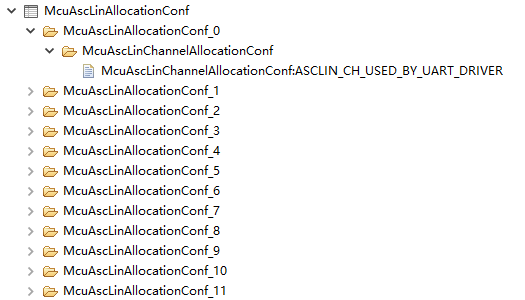 McuAscLinAllocationConf
McuAscLinAllocationConf_0
McuAscLinChannelAllocationConf
McuAscLinChannelAllocationConf:ASCLIN_CH_USED_BY_UART_DRIVER
McuAscLinAllocationConf_1
McuAscLinAllocationConf_2
McuAscLinAllocationConf_3
McuAscLinAllocationConf_4
McuAscLinAllocationConf_5
McuAscLinAllocationConf_6
McuAscLinAllocationConf_7
McuAscLinAllocationConf_8
McuAscLinAllocationConf_9
McuAscLinAllocationConf_10
McuAscLinAllocationConf_11